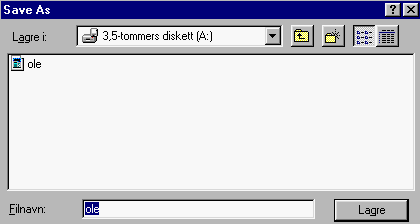 Save As
Lagre i: 3,5-tommers diskett (A:)
ole
Filnavn: ole Lagre